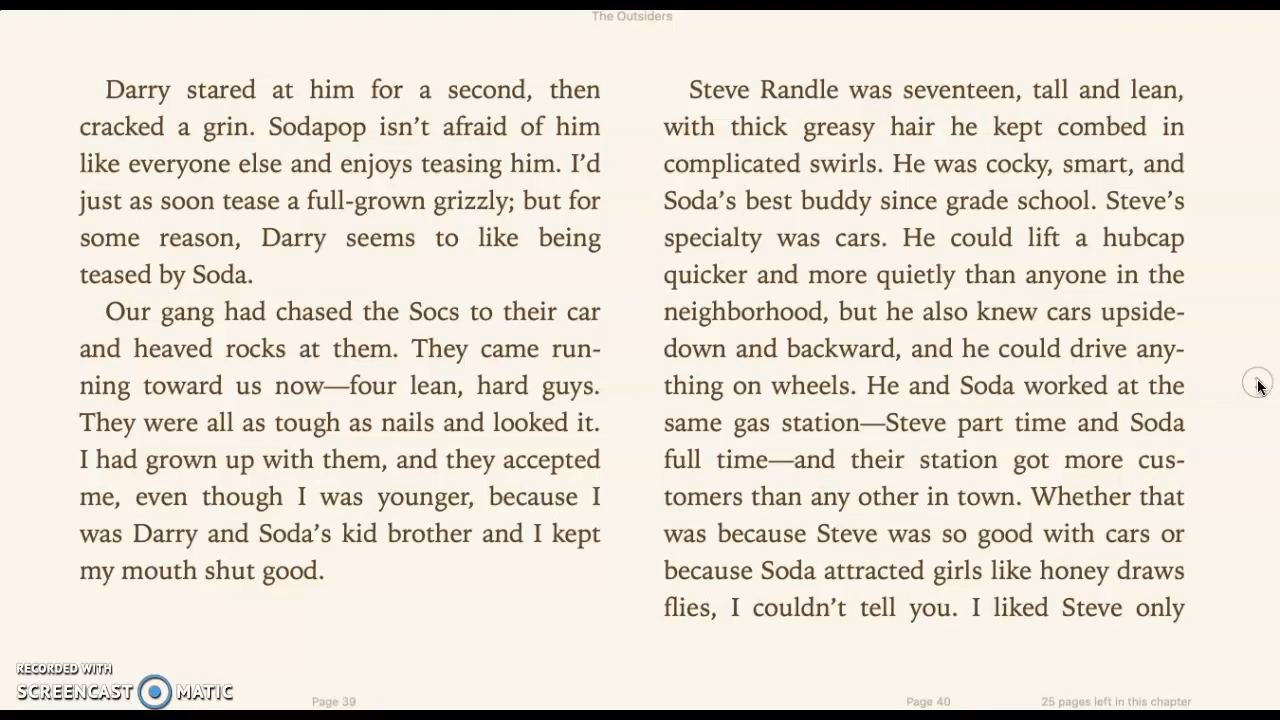 The Outsiders
Darry stared at him for a second, then
cracked a grin. Sodapop isn’t afraid of him
like everyone else and enjoys teasing him. I’d
just as soon tease a full-grown grizzly; but for
some reason, Darry seems to like being
teased by Soda.
Our gang had chased the Socs to their car
and heaved rocks at them. They came run-
ning toward us now—four lean, hard guys.
They were all as tough as nails and looked it.
I had grown up with them, and they accepted
me, even though I was younger, because I
was Darry and Soda’s kid brother and I kept
my mouth shut good.
Steve Randle was seventeen, tall and lean,
with thick greasy hair he kept combed in
complicated swirls. He was cocky, smart, and
Soda’s best buddy since grade school. Steve’s
specialty was cars. He could lift a hubcap
quicker and more quietly than anyone in the
neighborhood, but he also knew cars upside-
down and backward, and he could drive any-
thing on wheels. He and Soda worked at the
same gas station—Steve part time and Soda
full time—and their station got more cus-
tomers than any other in town. Whether that
was because Steve was so good with cars or
because Soda attracted girls like honey draws
flies, I couldn’t tell you. I liked Steve only
RECORDED WITH
SCREENCAST MATIC
Page 39
Page 40
25 pages left in this chapter